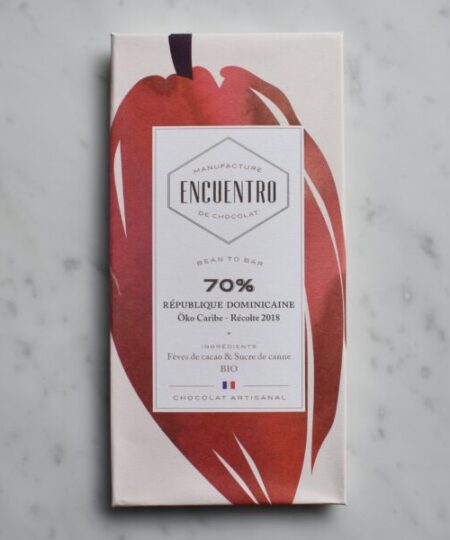 MANUFACTURE
ENCUENTRO
DE CHOCOLAT
BEAN TO BAR
70%
RÉPUBLIQUE DOMINICAINE
Öko Caribe - Récolte 2018
INGRÉDIENTS
Fèves de cacao & Sucre de canne
BIO
CHOCOLAT ARTISANAL